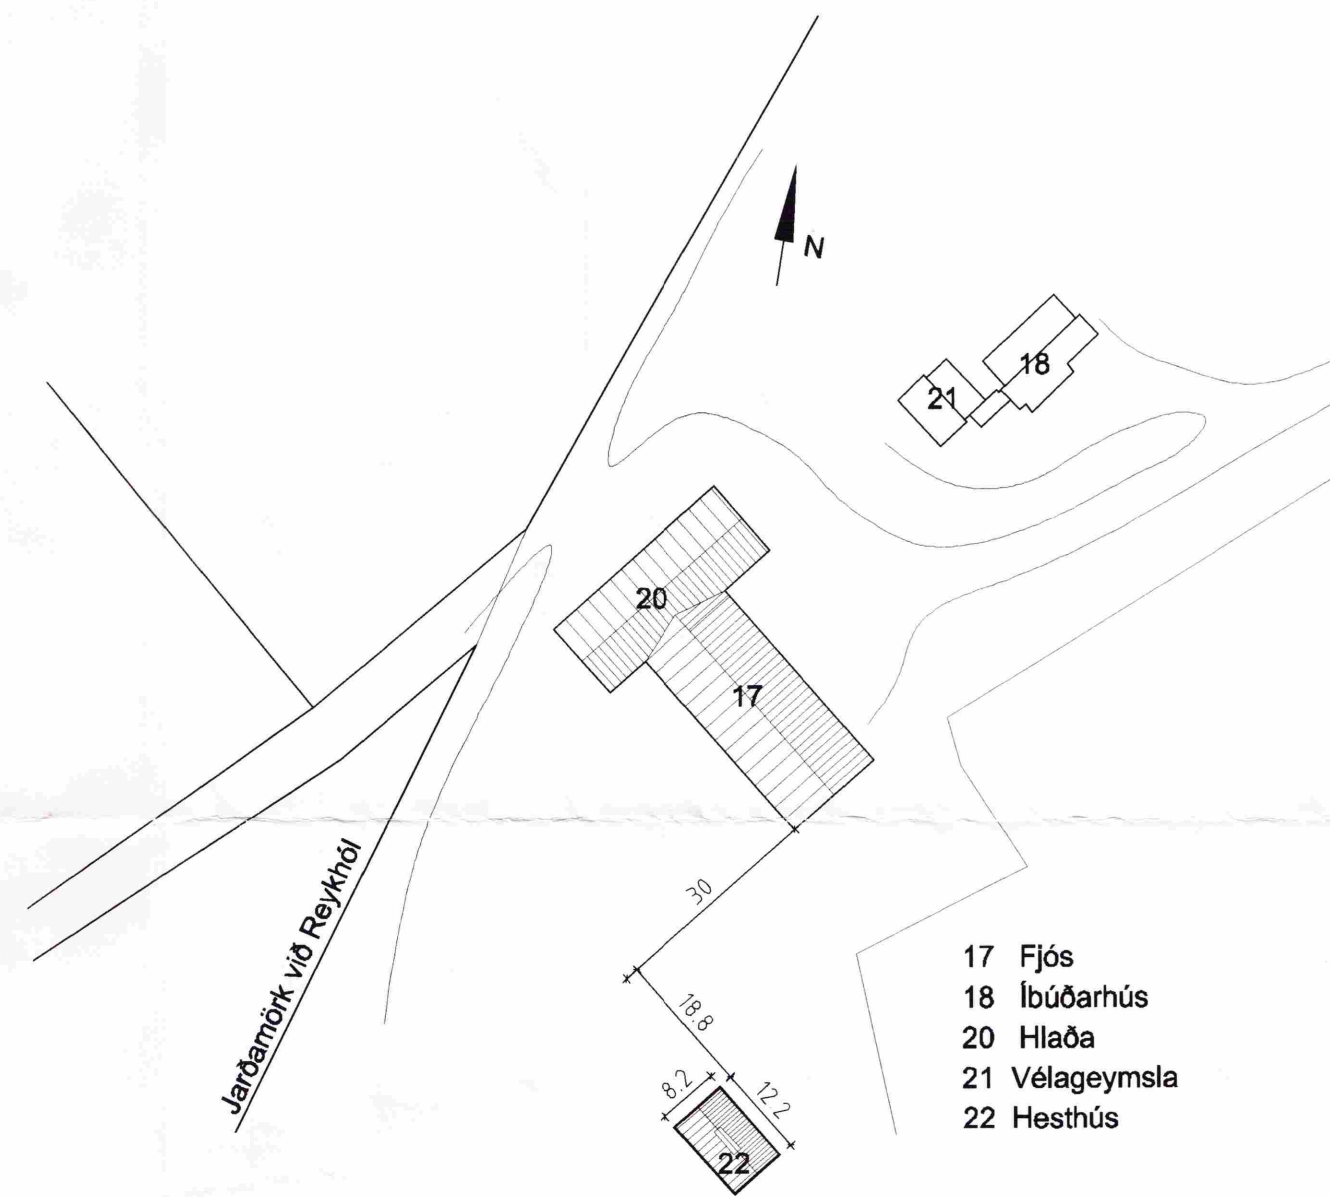 N
18
21
20
17
30
18.8
8.2
12.2
22
Jarðamörk við Reykhól
17 Fjós
18 Íbúðarhús
20 Hlaða
21 Vélageymsla
22 Hesthús